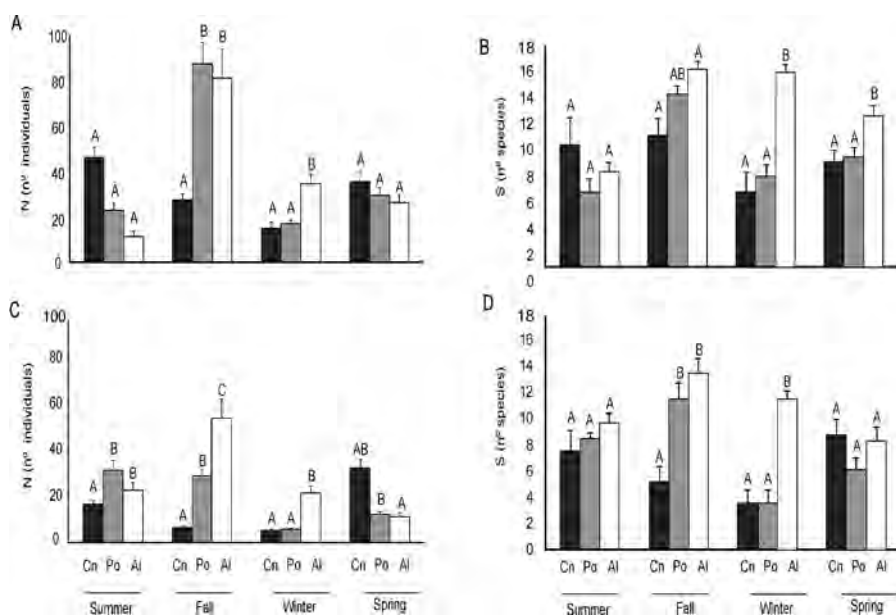 A
N (nº individuals)
100
80
60
40
20
0
A
A
A
A
B
B
A
A
B
A
A
A
B
S (nº species)
18
16
14
12
10
8
6
4
2
0
A
A
A
A
AB
A
A
A
B
A
A
B
C
N (nº individuals)
100
80
60
40
20
0
A
B
B
A
B
C
A
A
B
AB
B
A
Cn Po Al Cn Po Al Cn Po Al Cn Po Al
Summer Fall Winter Spring
D
S (nº species)
18
16
14
12
10
8
6
4
2
0
A
A
A
A
B
B
A
A
B
A
A
A
Cn Po Al Cn Po Al Cn Po Al Cn Po Al
Summer Fall Winter Spring